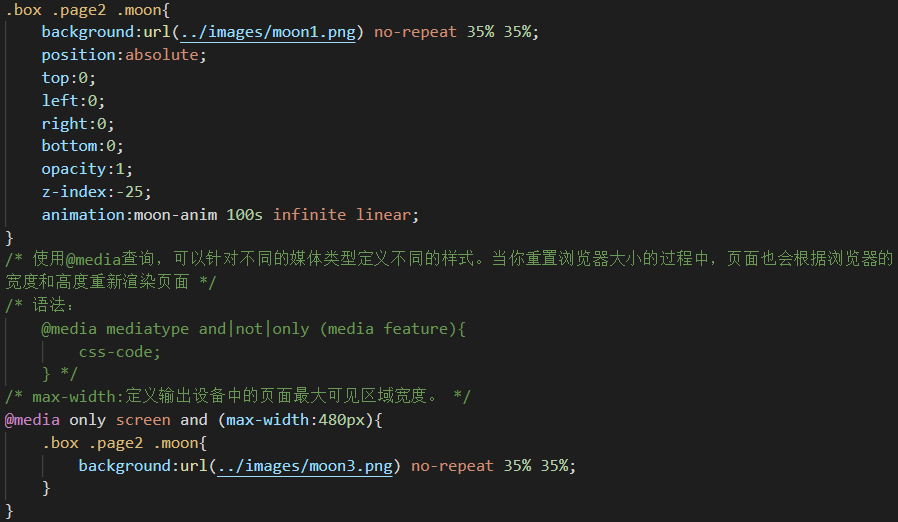 .box .page2 .moon{
    background:url(../images/moon1.png) no-repeat 35% 35%;
    position:absolute;
    top:0;
    left:0;
    right:0;
    bottom:0;
    opacity:1;
    z-index:-25;
    animation:moon-anim 100s infinite linear;
}
/* 使用@media查询，可以针对不同的媒体类型定义不同的样式。当你重置浏览器大小的过程中，页面也会根据浏览器的
宽度和高度重新渲染页面 */
/* 语法：
    @media mediatype and|not|only (media feature){
        css-code;
    } */
/* max-width:定义输出设备中的页面最大可见区域宽度。 */
@media only screen and (max-width:480px){
    .box .page2 .moon{
        background:url(../images/moon3.png) no-repeat 35% 35%;
    }
}